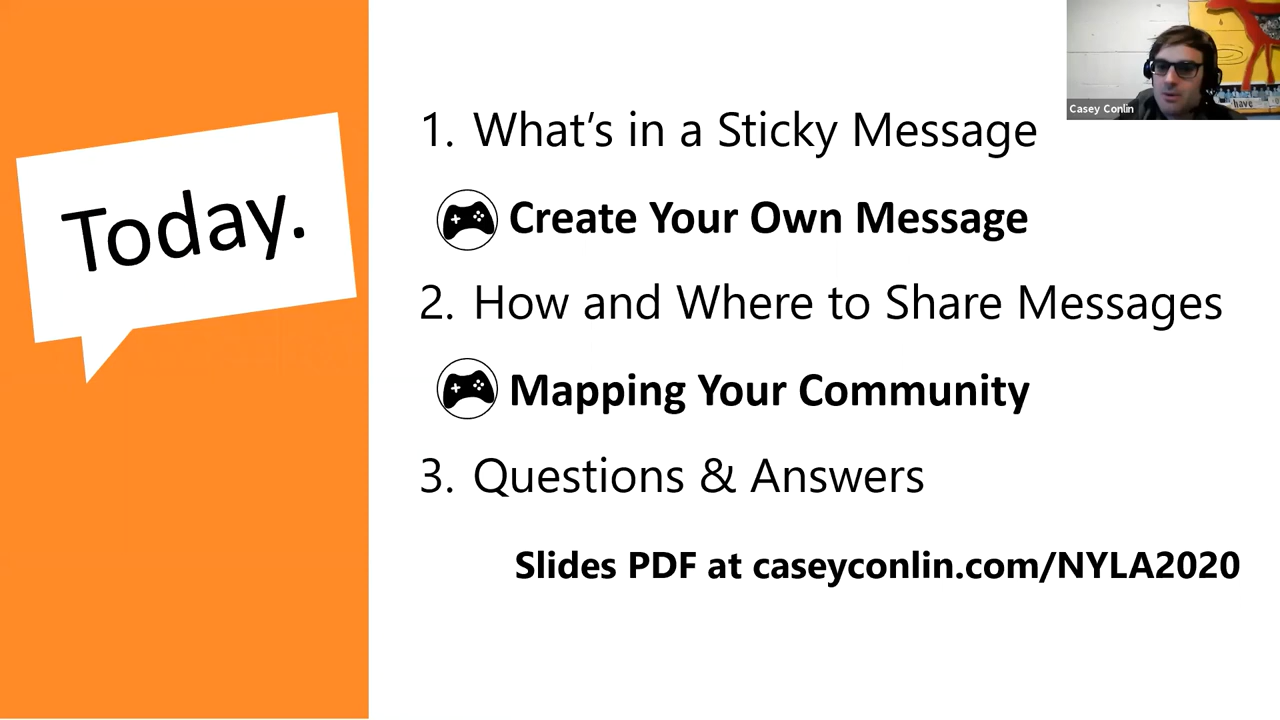 Today.
1. What's in a Sticky Message
Create Your Own Message
2. How and Where to Share Messages
Mapping Your Community
3. Questions & Answers
Slides PDF at caseyconlin.com/NYLA2020
Casey Conlin
have